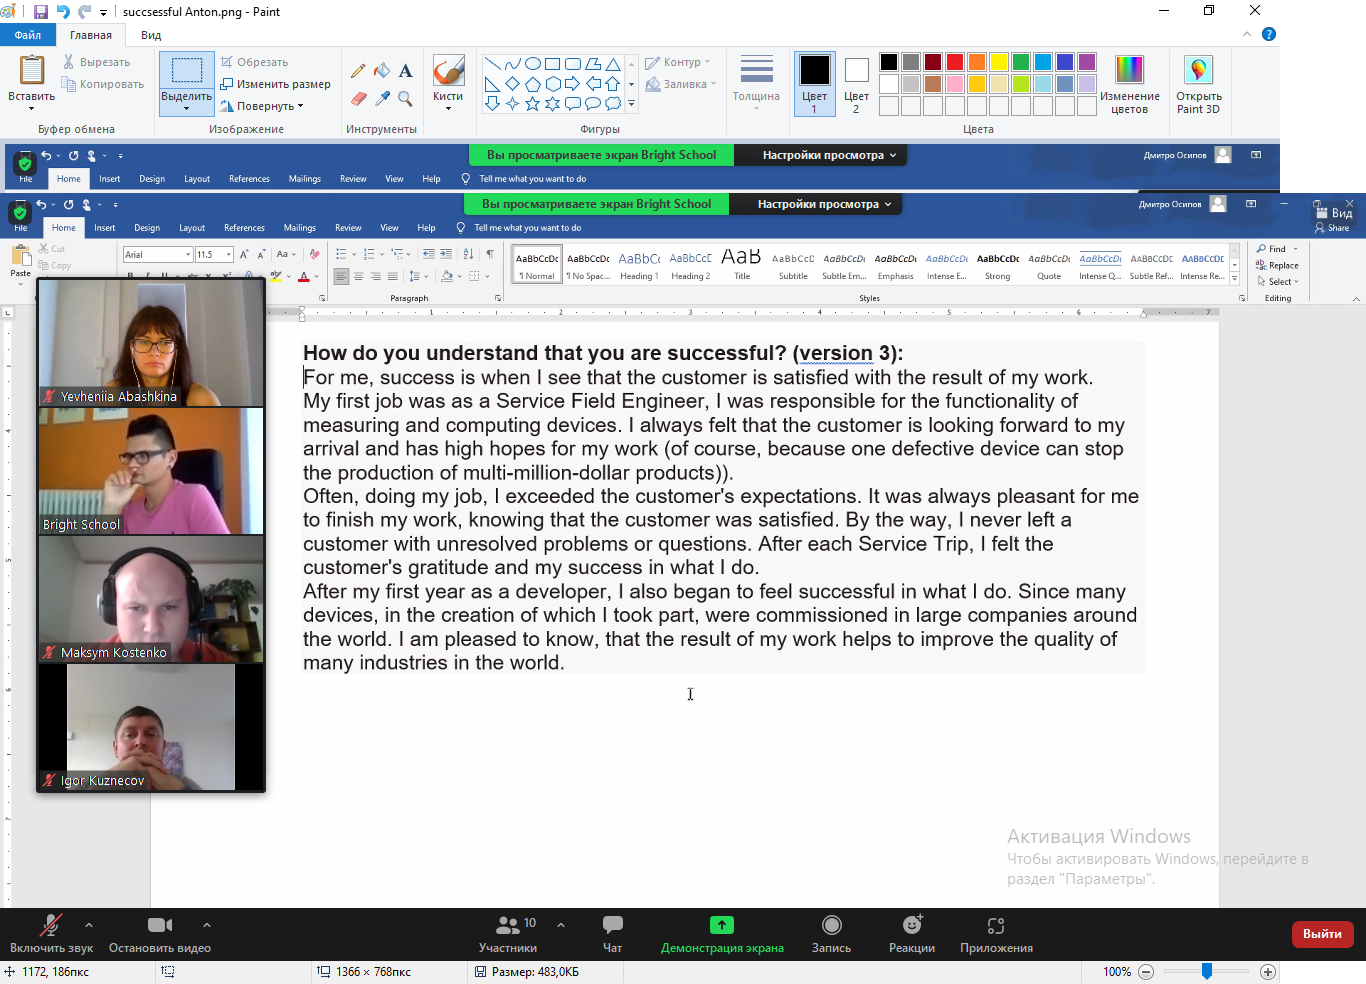 succsessful Anton.png - Paint
Файл Главная Вид
Вставить
Вырезать
Копировать
Буфер обмена
Выделить
Обрезать
Изменить размер
Повернуть
Изображение
A
Инструменты
Кисти
Контур
Заливка
Фигуры
Толщина
Цвет 1
Цвет 2
Изменение цветов
Цвета
Открыть Paint 3D
Вы просматриваете экран Bright School Настройки просмотра
Дмитро Осипов
File Home Insert Design Layout References Mailings Review View Help Tell me what you want to do
Вы просматриваете экран Bright School Настройки просмотра
Дмитро Осипов
Вид
File Home Insert Design Layout References Mailings Review View Help Tell me what you want to do
Share
Paste
Cut
Copy
Arial 11.5
Aa
Paragraph
AaBbCcDc AaBbCcDc AaBbCc AaBbCcD AaB AaBbCcD AaBbCcDt AaBbCcDt AaBbCcDt AaBbCcDc AaBbCcDt AaBbCcDt AABBCCDC AABBCCDC
¶ Normal ¶ No Spac... Heading 1 Heading 2 Title Subtitle Subtle Em... Emphasis Intense E... Strong Quote Intense Q... Subtle Ref... Intense Re...
Styles
Find
Replace
Select
Editing
1 2 3 4 5 6 7
How do you understand that you are successful? (version 3):
For me, success is when I see that the customer is satisfied with the result of my work.
My first job was as a Service Field Engineer, I was responsible for the functionality of
measuring and computing devices. I always felt that the customer is looking forward to my
arrival and has high hopes for my work (of course, because one defective device can stop
the production of multi-million-dollar products)).
Often, doing my job, I exceeded the customer's expectations. It was always pleasant for me
to finish my work, knowing that the customer was satisfied. By the way, I never left a
customer with unresolved problems or questions. After each Service Trip, I felt the
customer's gratitude and my success in what I do.
After my first year as a developer, I also began to feel successful in what I do. Since many
devices, in the creation of which I took part, were commissioned in large companies around
the world. I am pleased to know, that the result of my work helps to improve the quality of
many industries in the world.
Yevheniia Abashkina
Bright School
Maksym Kostenko
Igor Kuznecov
Активация Windows
Чтобы активировать Windows, перейдите в
раздел "Параметры".
Включить звук
Остановить видео
Участники 10
Чат
Демонстрация экрана
Запись
Реакции
Приложения
Выйти
1172, 186пкс
1366 × 768пкс
Размер: 483,0КБ
100%